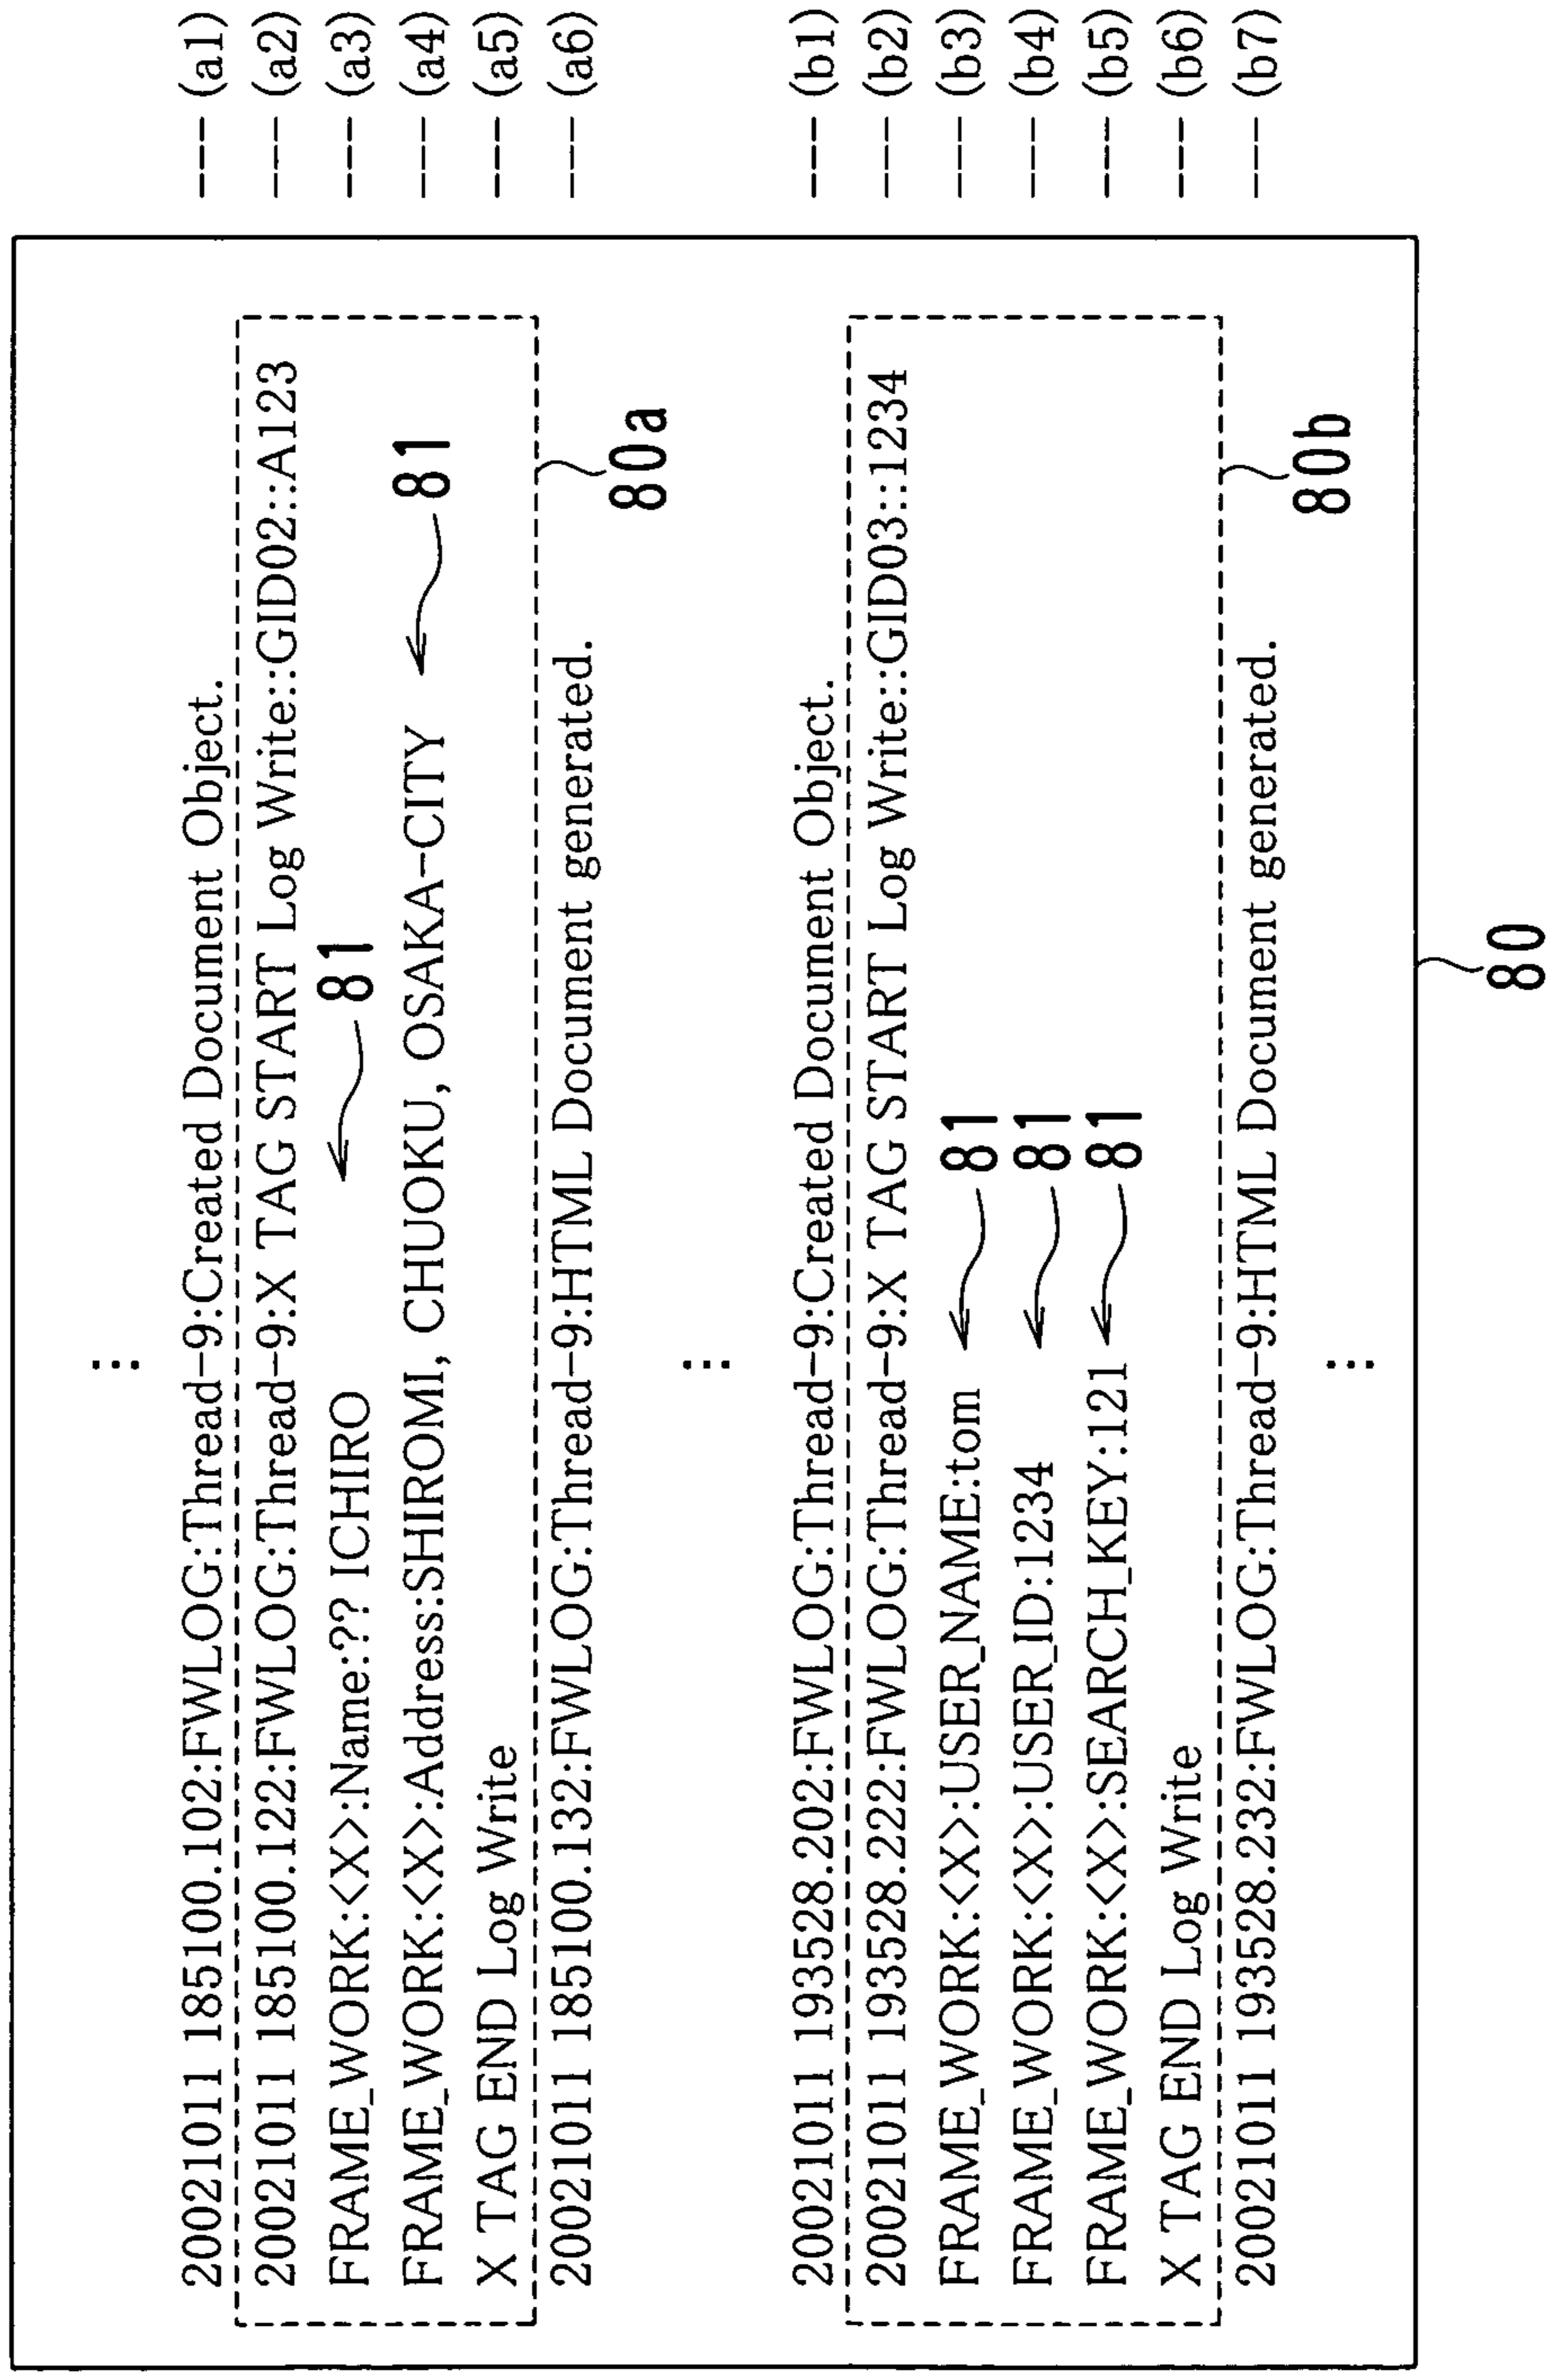 ⋮
20021011 185100.102:FWLOG:Thread-9:Created Document Object. ---- (a1)
20021011 185100.122:FWLOG:Thread-9:X TAG START Log Write::GID02::A123 ---- (a2)
FRAME_WORK:<X>:Name:?? ICHIRO 81 ---- (a3)
FRAME_WORK:<X>:Address:SHIROMI, CHUOKU, OSAKA-CITY 81 ---- (a4)
X TAG END Log Write ---- (a5)
20021011 185100.132:FWLOG:Thread-9:HTML Document generated. ---- (a6)
80a
⋮
20021011 193528.202:FWLOG:Thread-9:Created Document Object. ---- (b1)
20021011 193528.222:FWLOG:Thread-9:X TAG START Log Write::GID03::1234 ---- (b2)
FRAME_WORK:<X>:USER_NAME:tom 81 ---- (b3)
FRAME_WORK:<X>:USER_ID:1234 81 ---- (b4)
FRAME_WORK:<X>:SEARCH_KEY:121 81 ---- (b5)
X TAG END Log Write ---- (b6)
20021011 193528.232:FWLOG:Thread-9:HTML Document generated. ---- (b7)
80b
⋮
80